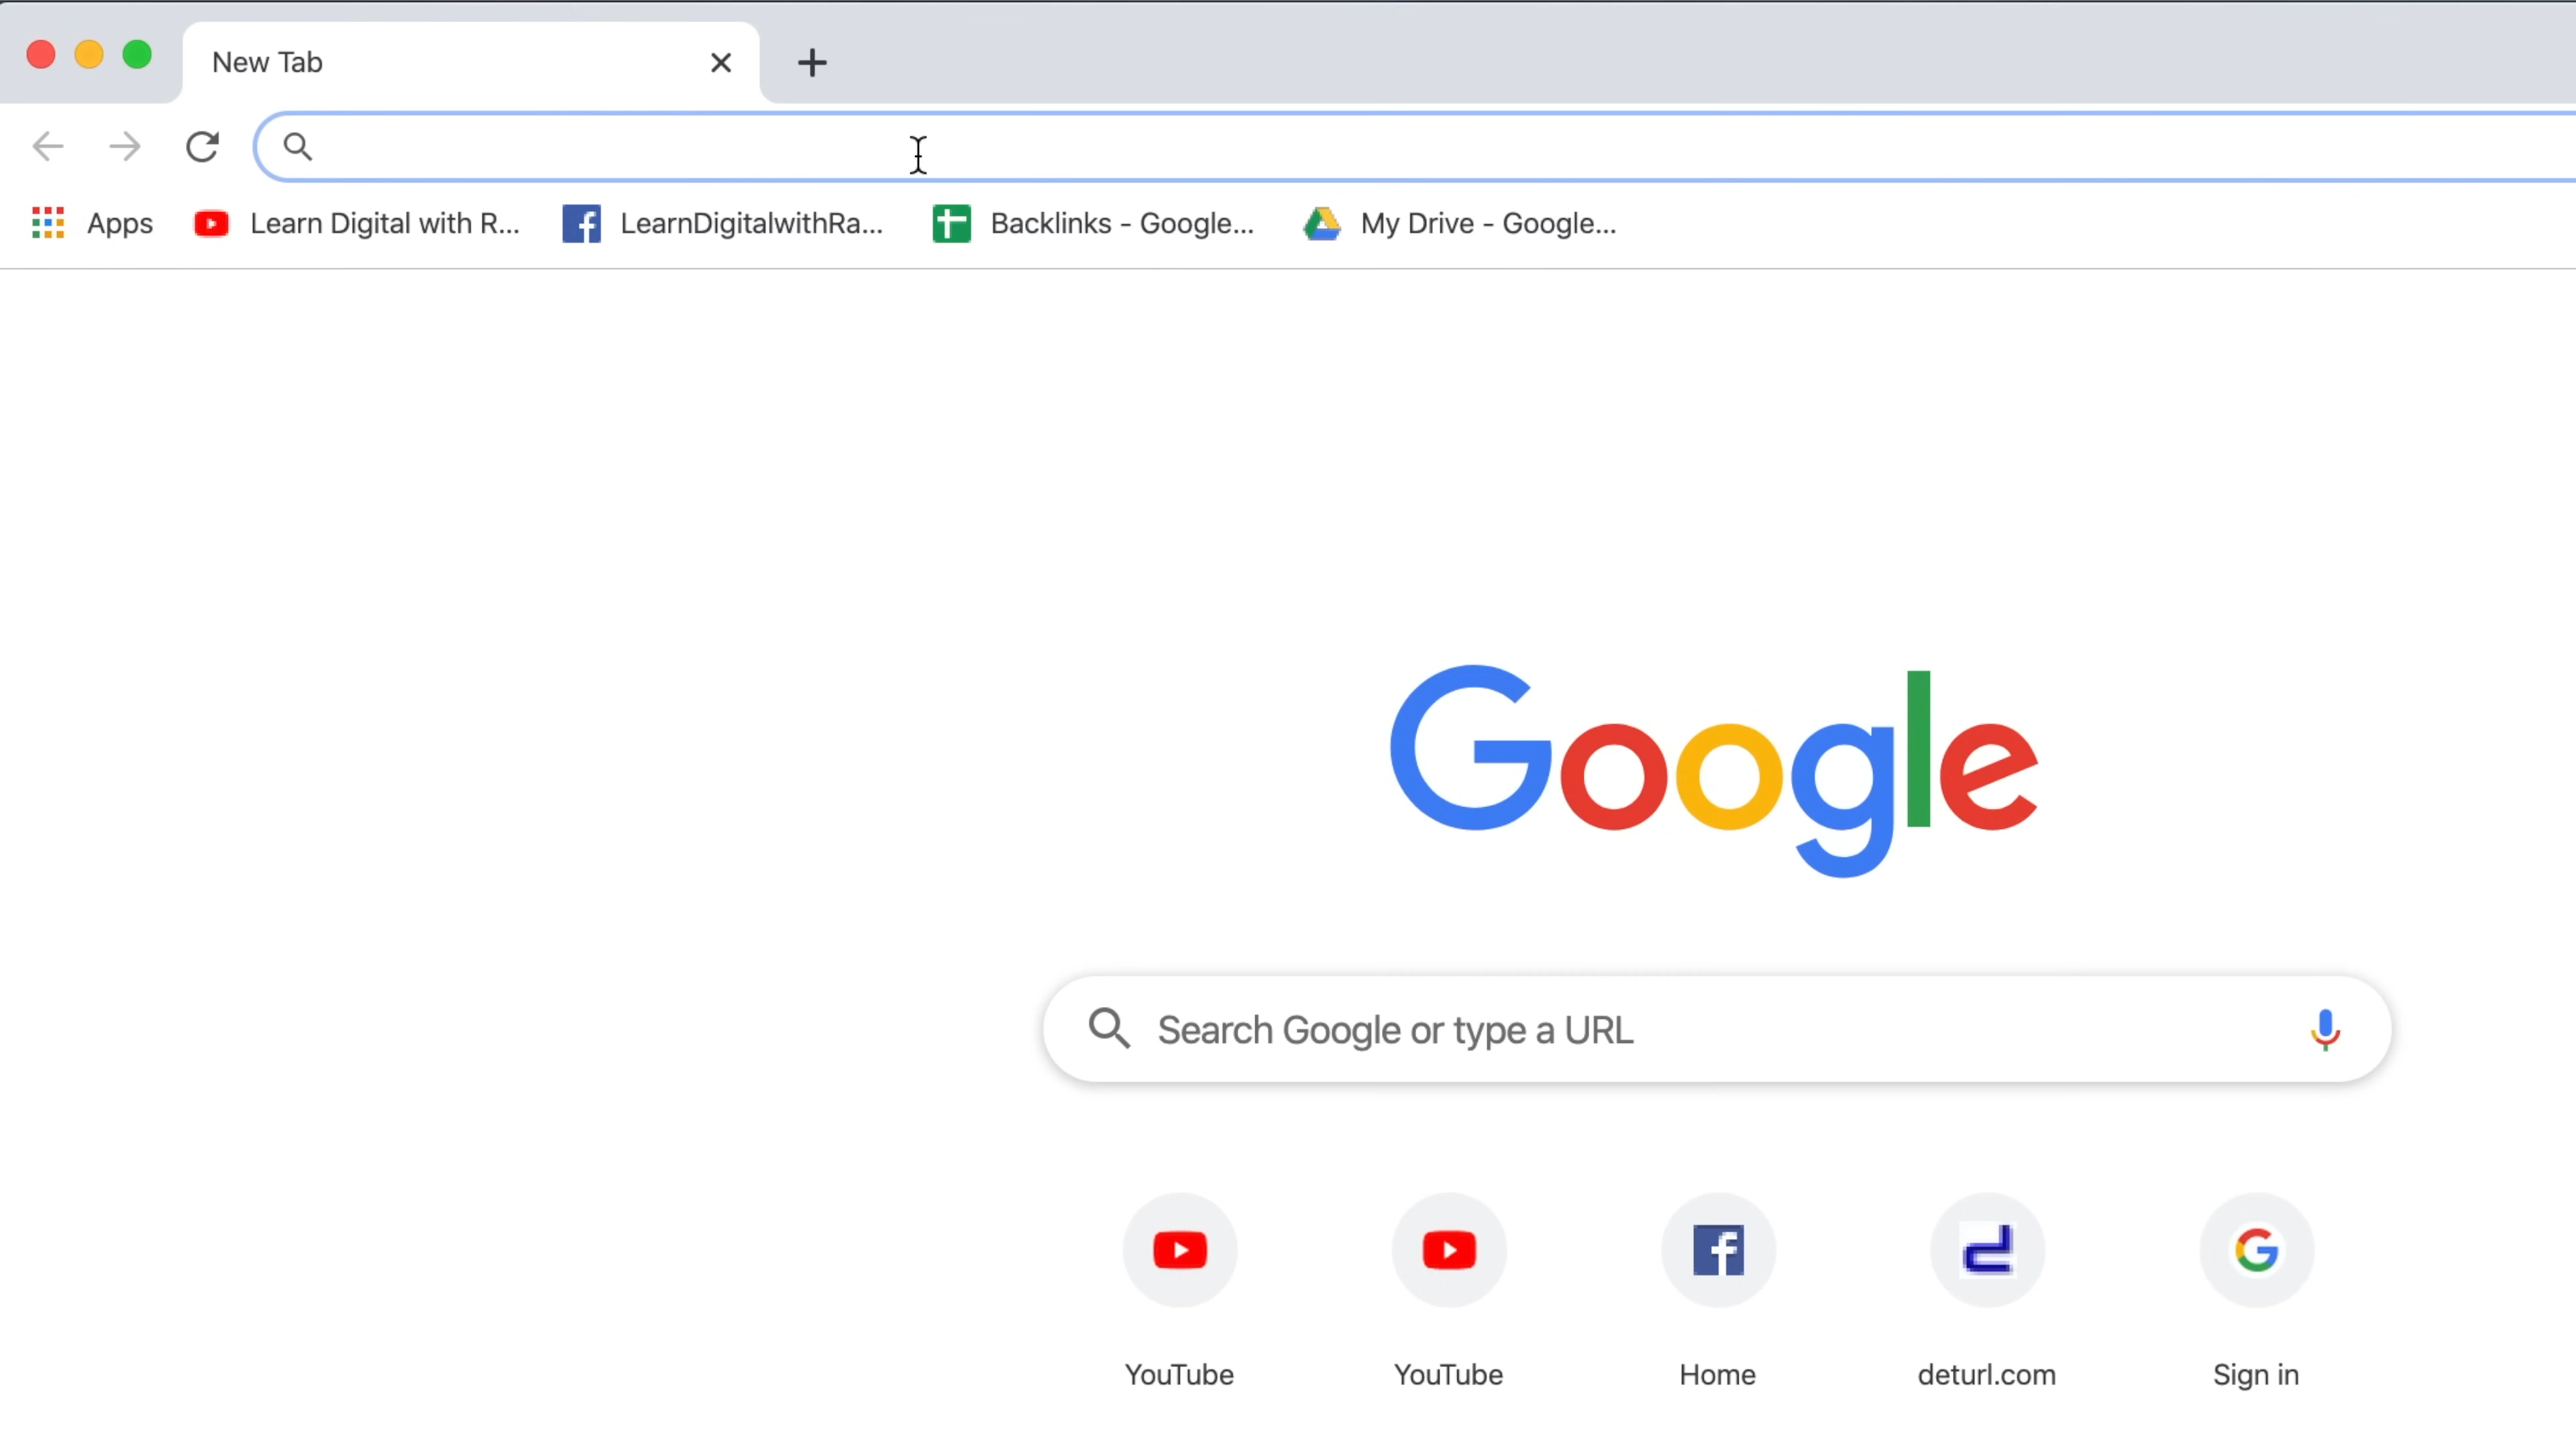 New Tab
Apps Learn Digital with R... LearnDigitalwithRa... Backlinks - Google... My Drive - Google...
Google
Search Google or type a URL
YouTube YouTube Home deturl.com Sign in